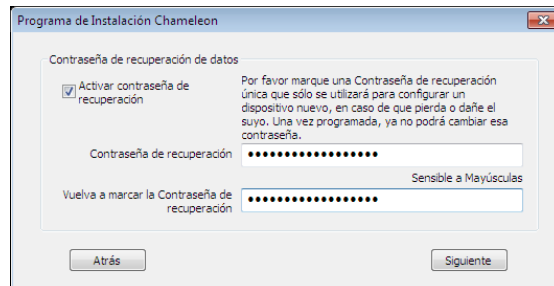 Programa de Instalación Chameleon
Contraseña de recuperación de datos
Activar contraseña de
recuperación
Por favor marque una Contraseña de recuperación
única que sólo se utilizará para configurar un
dispositivo nuevo, en caso de que pierda o dañe el
suyo. Una vez programada, ya no podrá cambiar esa
contraseña.
Contraseña de recuperación
●●●●●●●●●●●●●●●●●●
Sensible a Mayúsculas
Vuelva a marcar la Contraseña de
recuperación
●●●●●●●●●●●●●●●●●●
Atrás
Siguiente